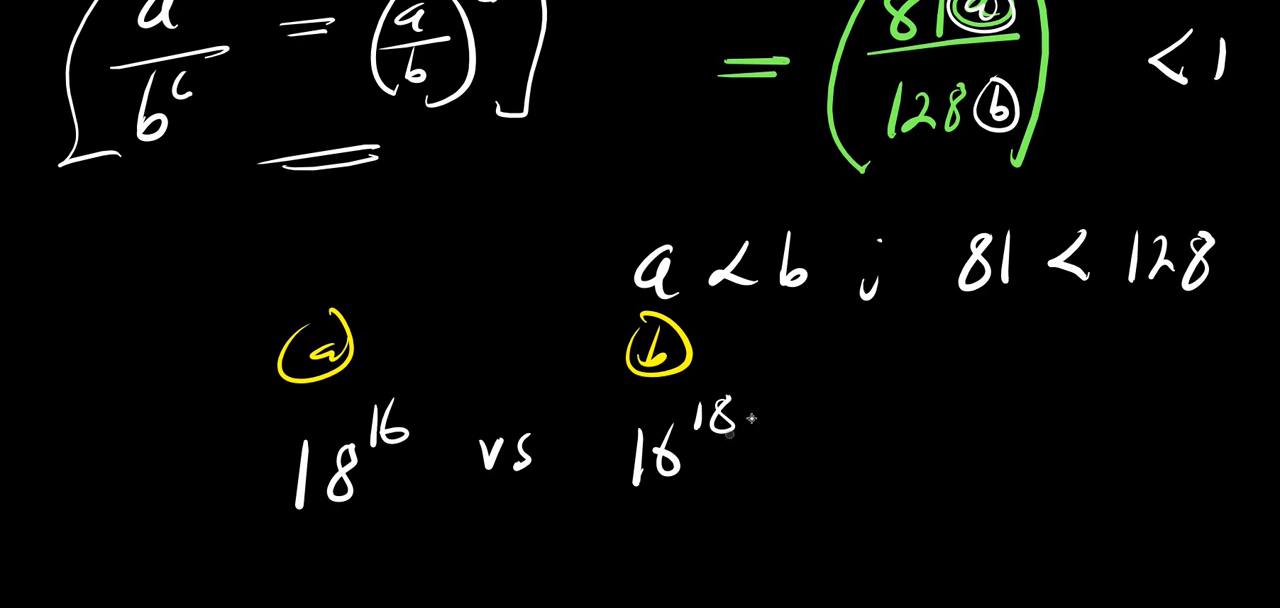 [ a / b^c = (a/b) ]
= (81 ⓐ / 128 ⓑ) < 1
a < b ; 81 < 128
ⓐ ⓑ
18^16 vs 16^18